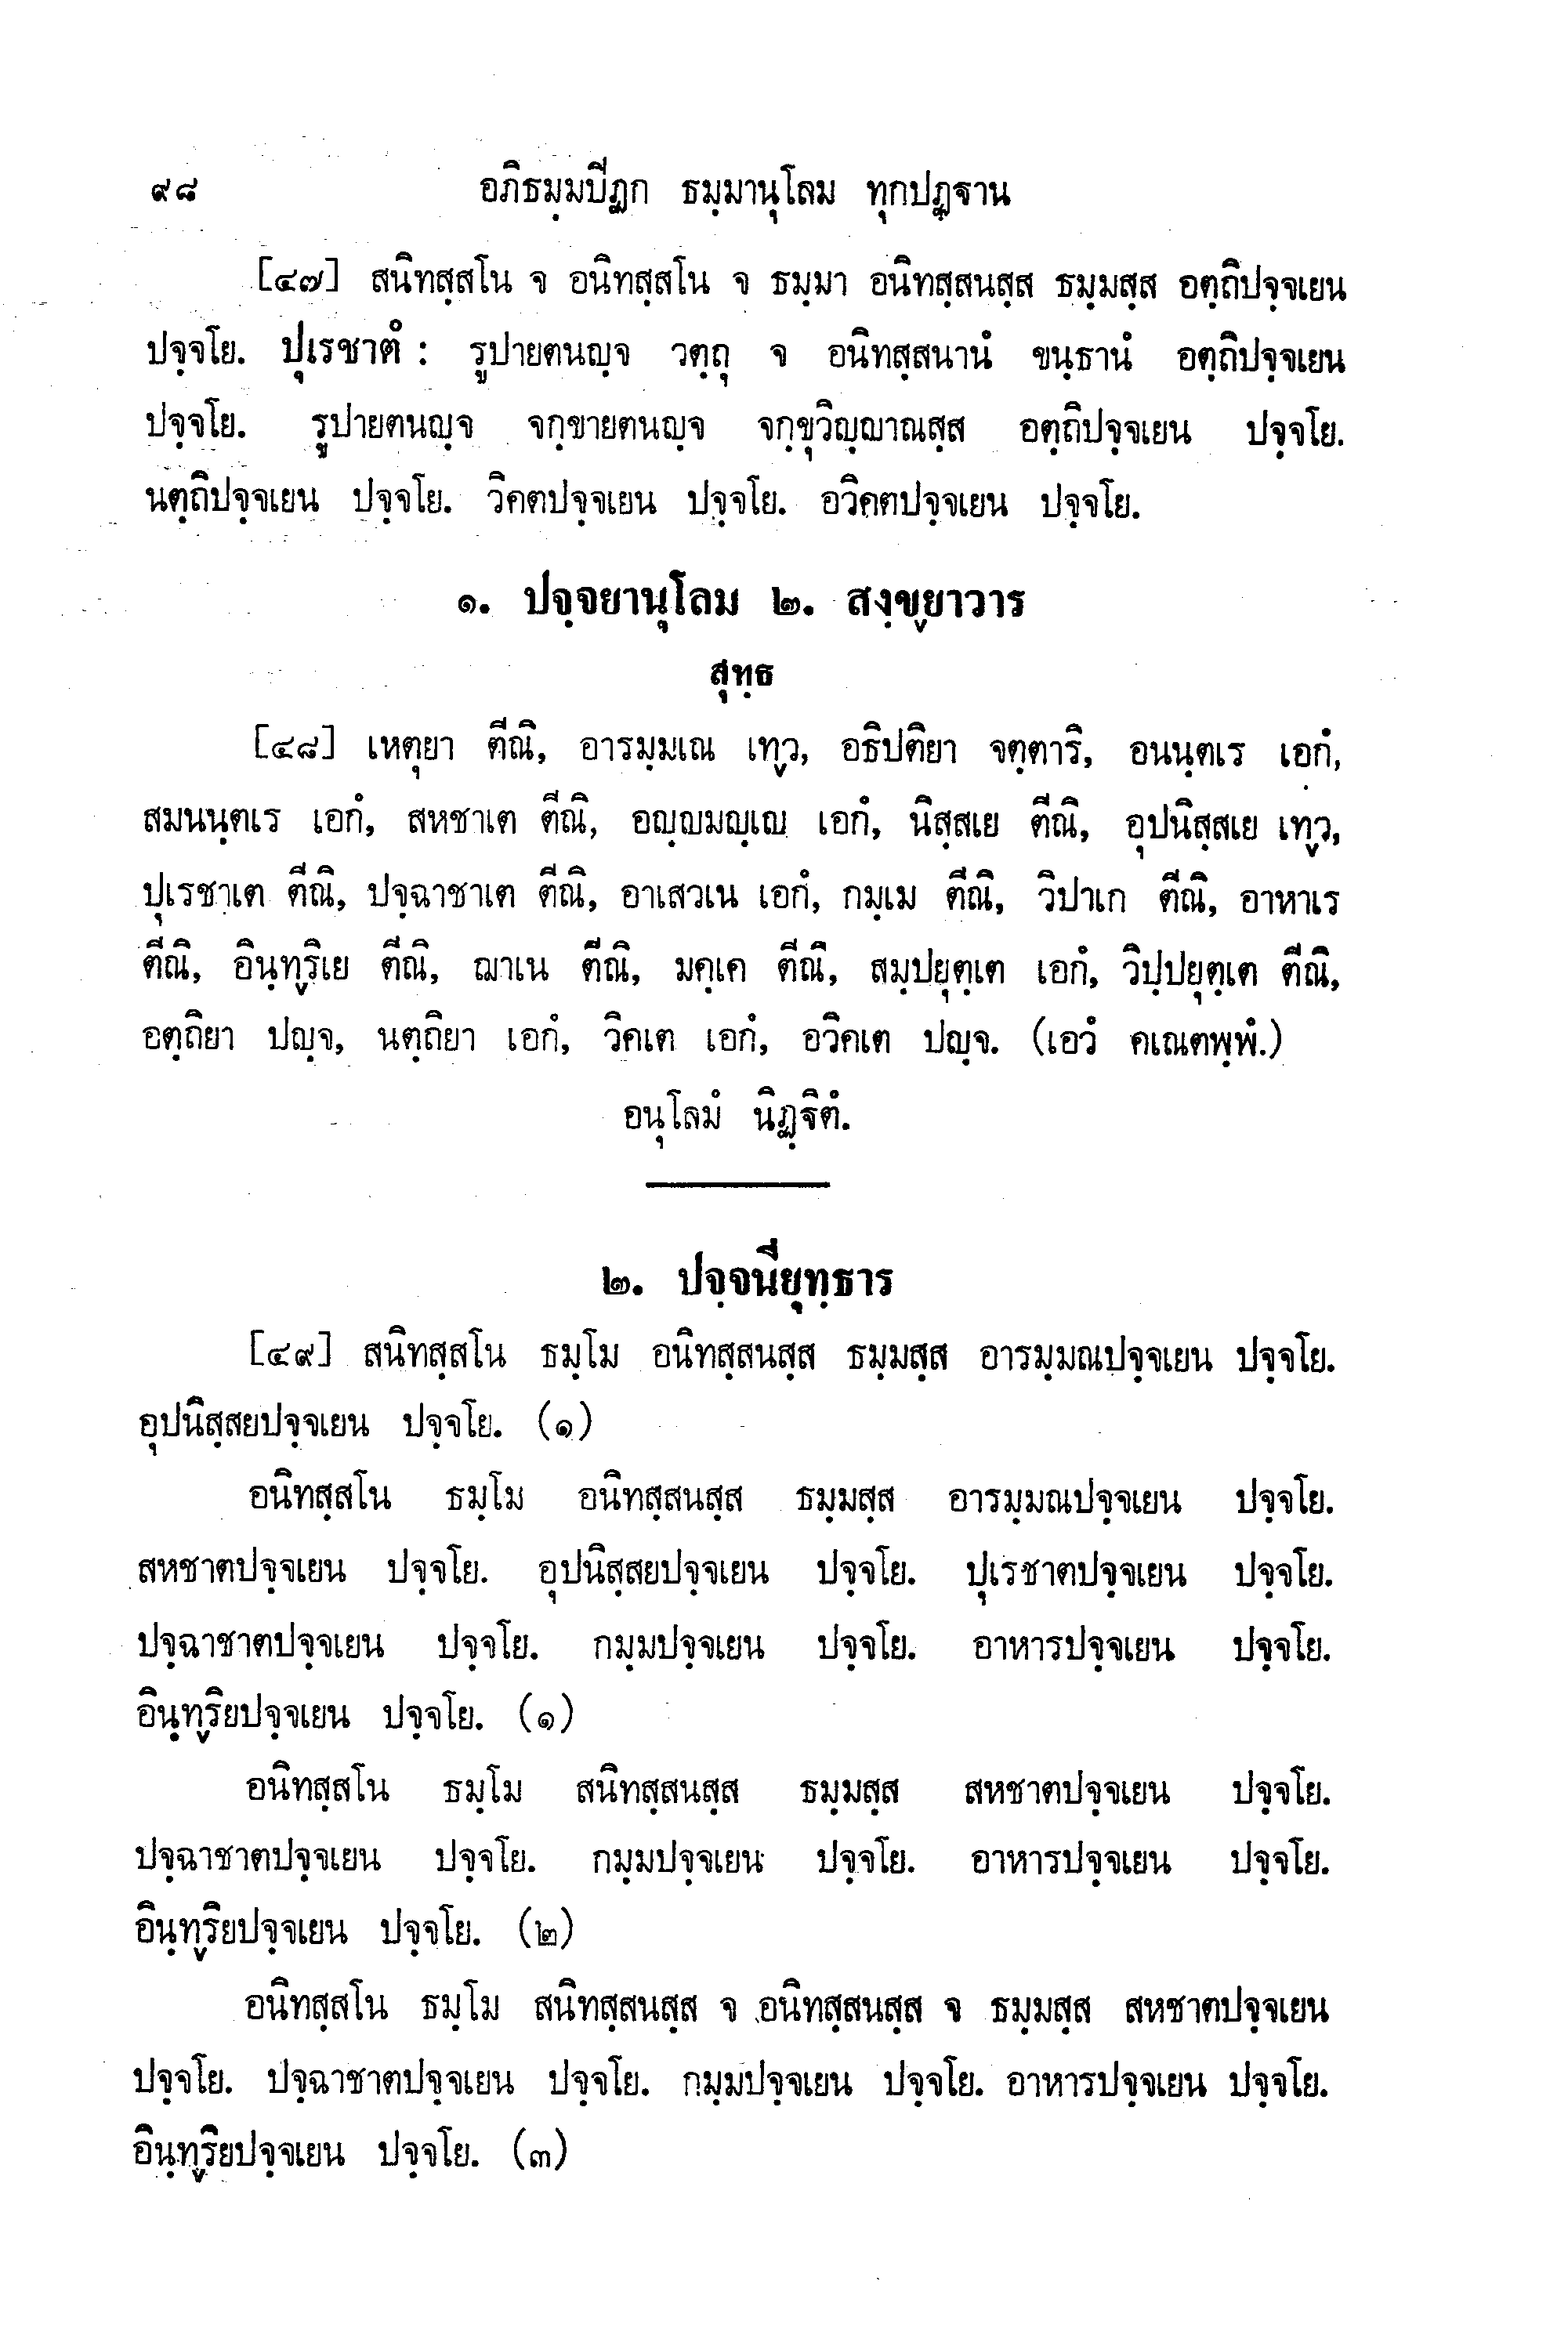 ๙๘ อภิธมฺมปีฏก ธมฺมานุโลม ทุกปฏฺฐาน
[๔๗] สนิทสฺสโน จ อนิทสฺสโน จ ธมฺมา อนิทสฺสนสฺส ธมฺมสฺส อตฺถิปจฺจเยน
ปจฺจโย. ปุเรชาตํ : รูปายตนญฺจ วตฺถุ จ อนิทสฺสนานํ ขนฺธานํ อตฺถิปจฺจเยน
ปจฺจโย. รูปายตนญฺจ จกฺขายตนญฺจ จกฺขุวิญฺญาณสฺส อตฺถิปจฺจเยน ปจฺจโย.
นตฺถิปจฺจเยน ปจฺจโย. วิคตปจฺจเยน ปจฺจโย. อวิคตปจฺจเยน ปจฺจโย.
๑. ปจฺจยานุโลม ๒. สงฺขฺยาวาร
สุทฺธ
[๔๘] เหตุยา ตีณิ, อารมฺมเณ เทฺว, อธิปติยา จตฺตาริ, อนนฺตเร เอกํ,
สมนนฺตเร เอกํ, สหชาเต ตีณิ, อญฺญมญฺเญ เอกํ, นิสฺสเย ตีณิ, อุปนิสฺสเย เทฺว,
ปุเรชาเต ตีณิ, ปจฺฉาชาเต ตีณิ, อาเสวเน เอกํ, กมฺเม ตีณิ, วิปาเก ตีณิ, อาหาเร
ตีณิ, อินฺทฺริเย ตีณิ, ฌาเน ตีณิ, มคฺเค ตีณิ, สมฺปยุตฺเต เอกํ, วิปฺปยุตฺเต ตีณิ,
อตฺถิยา ปญฺจ, นตฺถิยา เอกํ, วิคเต เอกํ, อวิคเต ปญฺจ. (เอวํ คเณตพฺพํ.)
อนุโลมํ นิฏฺฐิตํ.
๒. ปจฺจนียุทฺธาร
[๔๙] สนิทสฺสโน ธมฺโม อนิทสฺสนสฺส ธมฺมสฺส อารมฺมณปจฺจเยน ปจฺจโย.
อุปนิสฺสยปจฺจเยน ปจฺจโย. (๑)
อนิทสฺสโน ธมฺโม อนิทสฺสนสฺส ธมฺมสฺส อารมฺมณปจฺจเยน ปจฺจโย.
สหชาตปจฺจเยน ปจฺจโย. อุปนิสฺสยปจฺจเยน ปจฺจโย. ปุเรชาตปจฺจเยน ปจฺจโย.
ปจฺฉาชาตปจฺจเยน ปจฺจโย. กมฺมปจฺจเยน ปจฺจโย. อาหารปจฺจเยน ปจฺจโย.
อินฺทฺริยปจฺจเยน ปจฺจโย. (๑)
อนิทสฺสโน ธมฺโม สนิทสฺสนสฺส ธมฺมสฺส สหชาตปจฺจเยน ปจฺจโย.
ปจฺฉาชาตปจฺจเยน ปจฺจโย. กมฺมปจฺจเยน ปจฺจโย. อาหารปจฺจเยน ปจฺจโย.
อินฺทฺริยปจฺจเยน ปจฺจโย. (๒)
อนิทสฺสโน ธมฺโม สนิทสฺสนสฺส จ อนิทสฺสนสฺส จ ธมฺมสฺส สหชาตปจฺจเยน
ปจฺจโย. ปจฺฉาชาตปจฺจเยน ปจฺจโย. กมฺมปจฺจเยน ปจฺจโย. อาหารปจฺจเยน ปจฺจโย.
อินฺทฺริยปจฺจเยน ปจฺจโย. (๓)